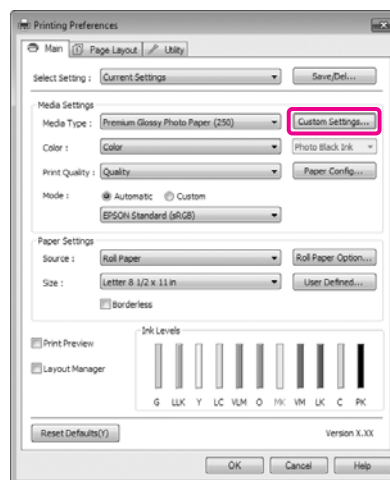 Printing Preferences
Main Page Layout Utility
Select Setting : Current Settings Save/Del...
Media Settings
Media Type : Premium Glossy Photo Paper (250) Custom Settings...
Color : Color Photo Black Ink
Print Quality : Quality Paper Config...
Mode : Automatic Custom
EPSON Standard (sRGB)
Paper Settings
Source : Roll Paper Roll Paper Option...
Size : Letter 8 1/2 x 11 in User Defined...
Borderless
Print Preview
Layout Manager
Ink Levels
G LLK Y LC VLM O MK VM LK C PK
Reset Defaults(Y) Version X.XX
OK Cancel Help